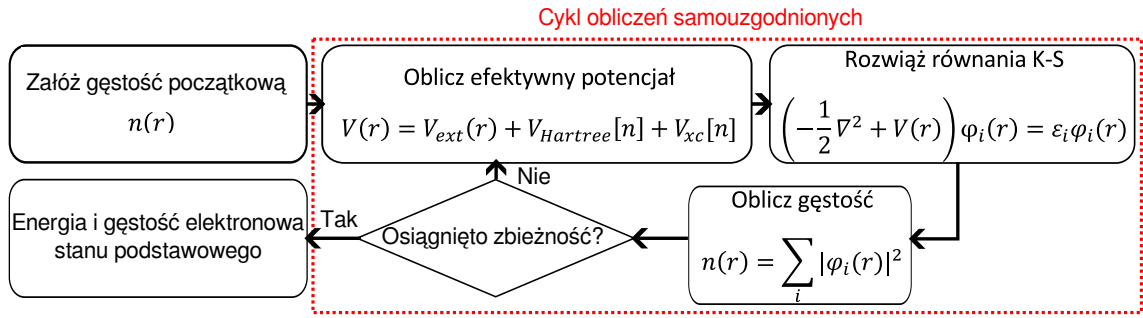 Cykl obliczeń samouzgodnionych
Załóż gęstość początkową
n(r)
Oblicz efektywny potencjał
V(r) = V_ext(r) + V_Hartree[n] + V_xc[n]
Rozwiąż równania K-S
(-1/2 ∇² + V(r)) φ_i(r) = ε_i φ_i(r)
Oblicz gęstość
n(r) = ∑_i |φ_i(r)|²
Osiągnięto zbieżność?
Nie
Tak
Energia i gęstość elektronowa
stanu podstawowego